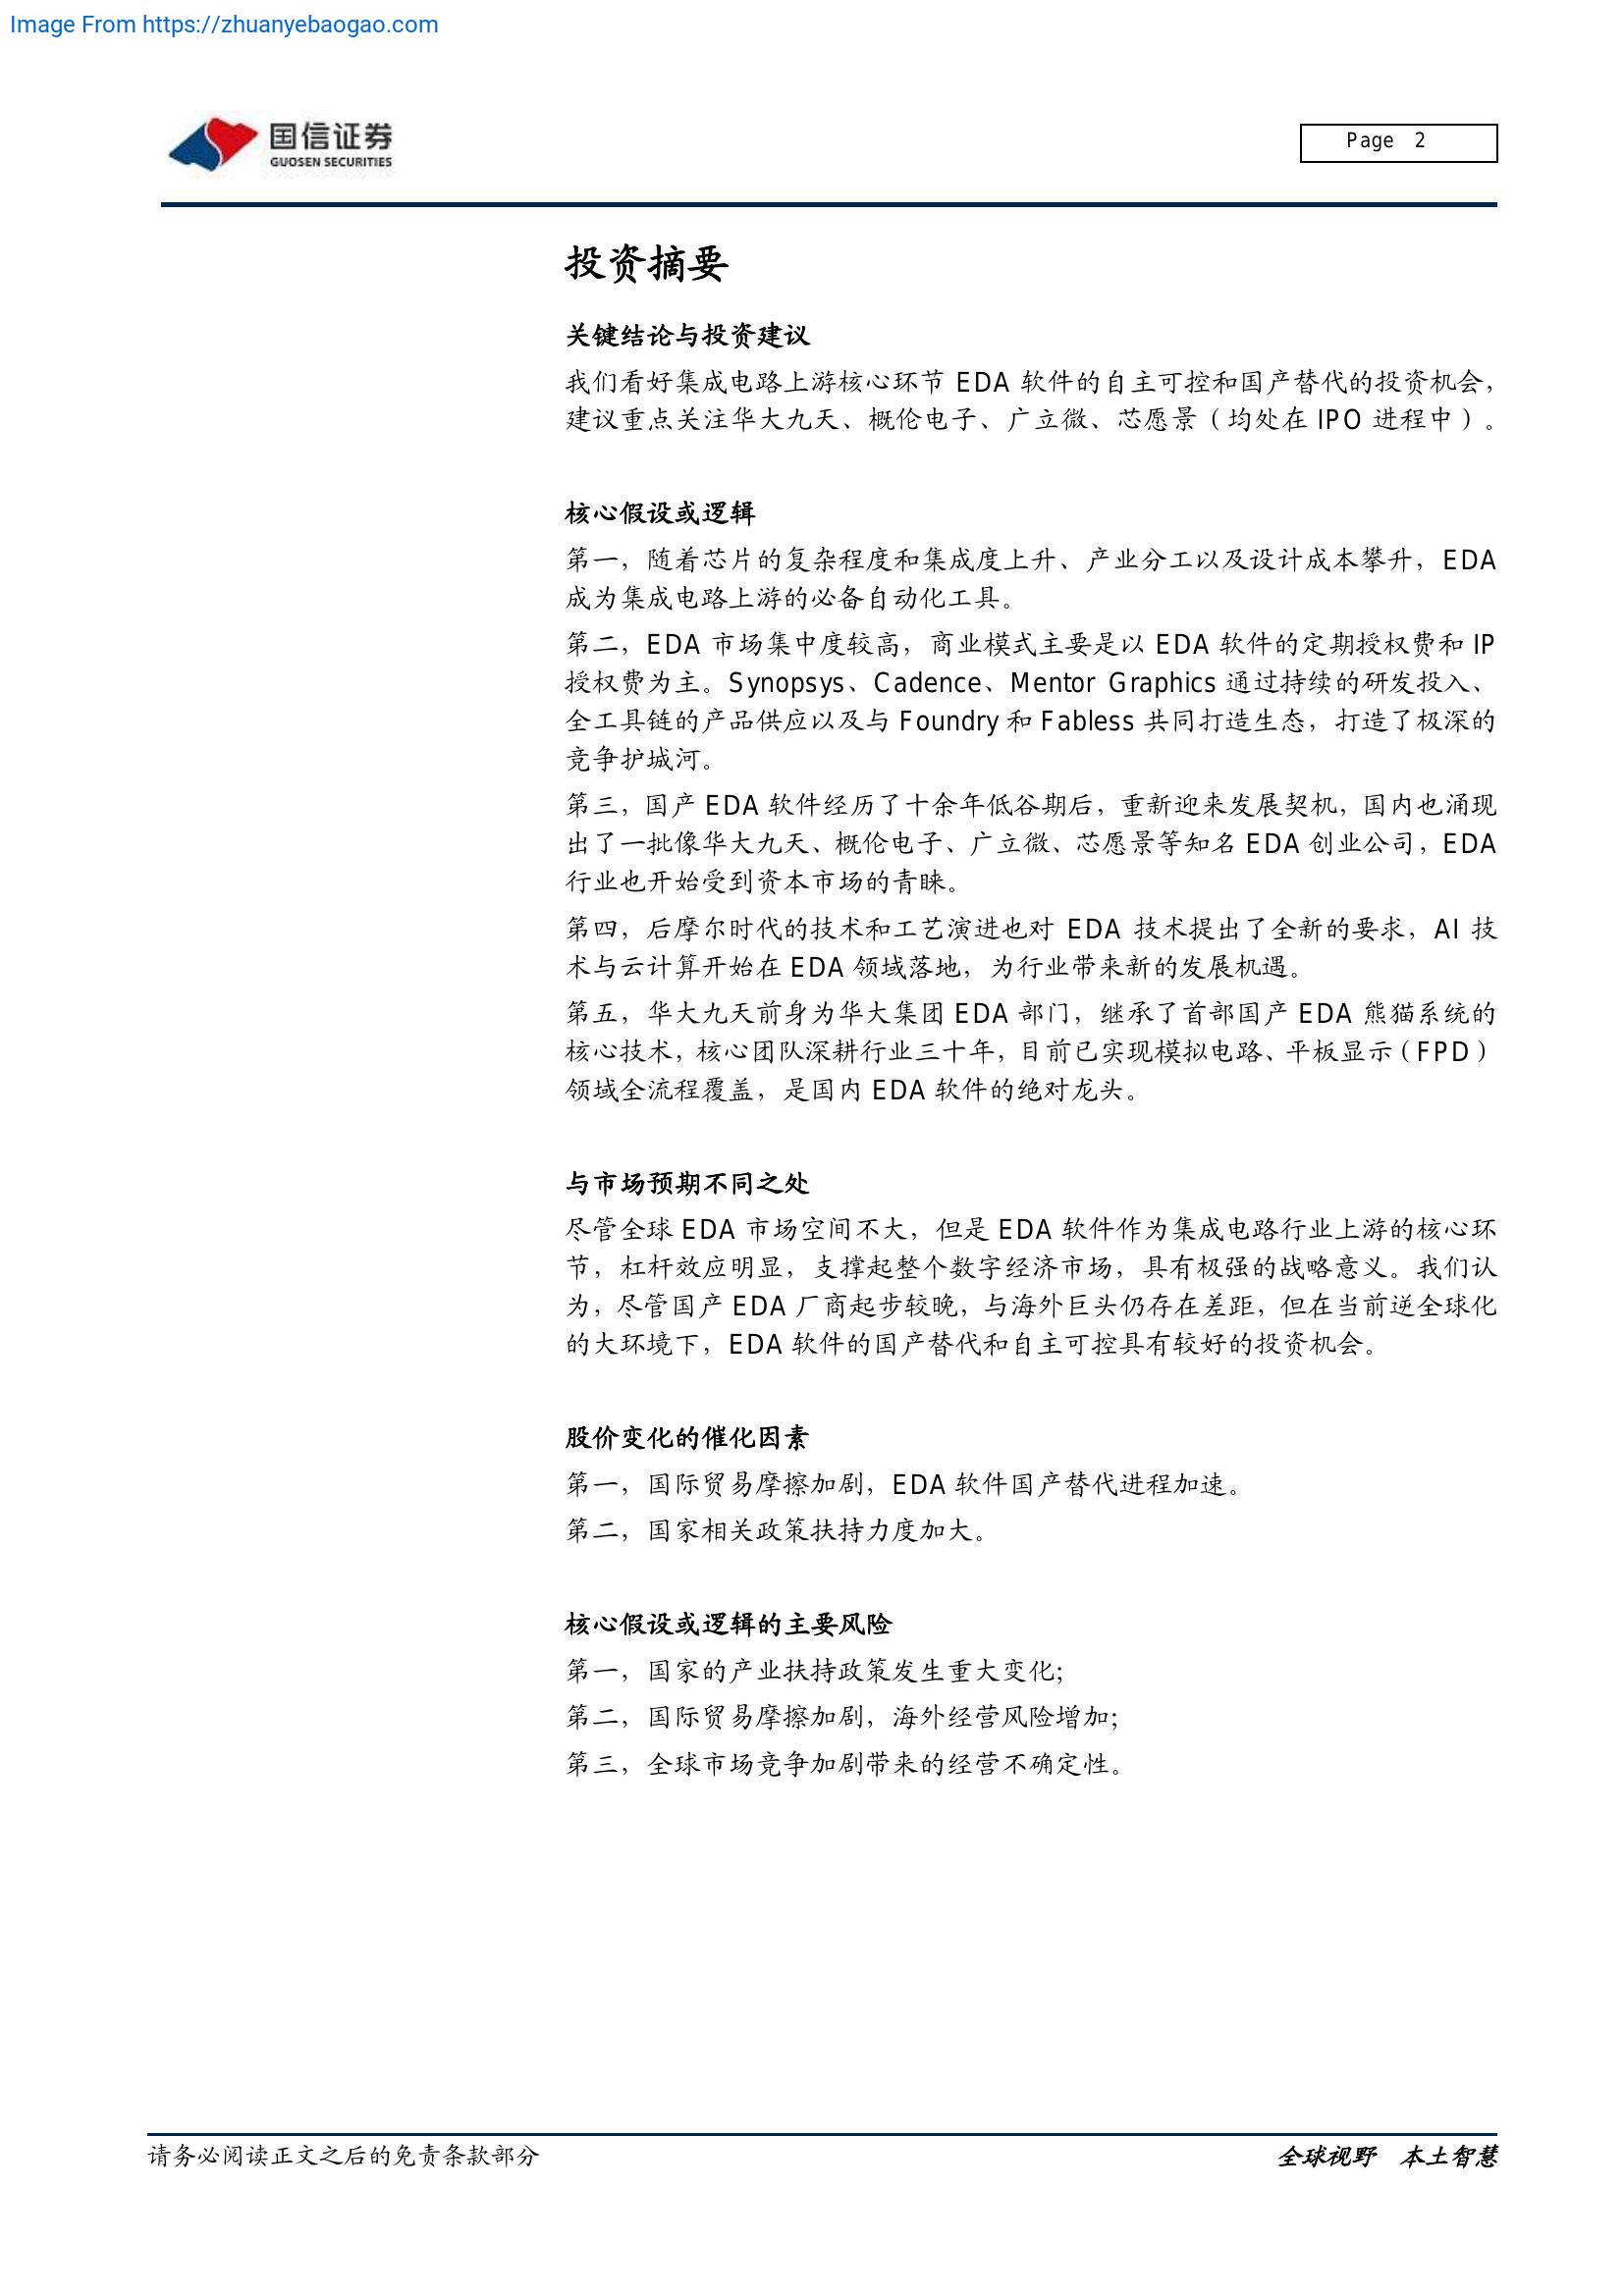 Image From https://zhuanyebaogao.com
国信证券
GUOSEN SECURITIES
Page 2
投资摘要
关键结论与投资建议
我们看好集成电路上游核心环节 EDA 软件的自主可控和国产替代的投资机会，
建议重点关注华大九天、概伦电子、广立微、芯愿景（均处在 IPO 进程中）。
核心假设或逻辑
第一，随着芯片的复杂程度和集成度上升、产业分工以及设计成本攀升，EDA
成为集成电路上游的必备自动化工具。
第二，EDA 市场集中度较高，商业模式主要是以 EDA 软件的定期授权费和 IP
授权费为主。Synopsys、Cadence、Mentor Graphics 通过持续的研发投入、
全工具链的产品供应以及与 Foundry 和 Fabless 共同打造生态，打造了极深的
竞争护城河。
第三，国产 EDA 软件经历了十余年低谷期后，重新迎来发展契机，国内也涌现
出了一批像华大九天、概伦电子、广立微、芯愿景等知名 EDA 创业公司，EDA
行业也开始受到资本市场的青睐。
第四，后摩尔时代的技术和工艺演进也对 EDA 技术提出了全新的要求，AI 技
术与云计算开始在 EDA 领域落地，为行业带来新的发展机遇。
第五，华大九天前身为华大集团 EDA 部门，继承了首部国产 EDA 熊猫系统的
核心技术，核心团队深耕行业三十年，目前已实现模拟电路、平板显示（FPD）
领域全流程覆盖，是国内 EDA 软件的绝对龙头。
与市场预期不同之处
尽管全球 EDA 市场空间不大，但是 EDA 软件作为集成电路行业上游的核心环
节，杠杆效应明显，支撑起整个数字经济市场，具有极强的战略意义。我们认
为，尽管国产 EDA 厂商起步较晚，与海外巨头仍存在差距，但在当前逆全球化
的大环境下，EDA 软件的国产替代和自主可控具有较好的投资机会。
股价变化的催化因素
第一，国际贸易摩擦加剧，EDA 软件国产替代进程加速。
第二，国家相关政策扶持力度加大。
核心假设或逻辑的主要风险
第一，国家的产业扶持政策发生重大变化；
第二，国际贸易摩擦加剧，海外经营风险增加；
第三，全球市场竞争加剧带来的经营不确定性。
请务必阅读正文之后的免责条款部分
全球视野 本土智慧